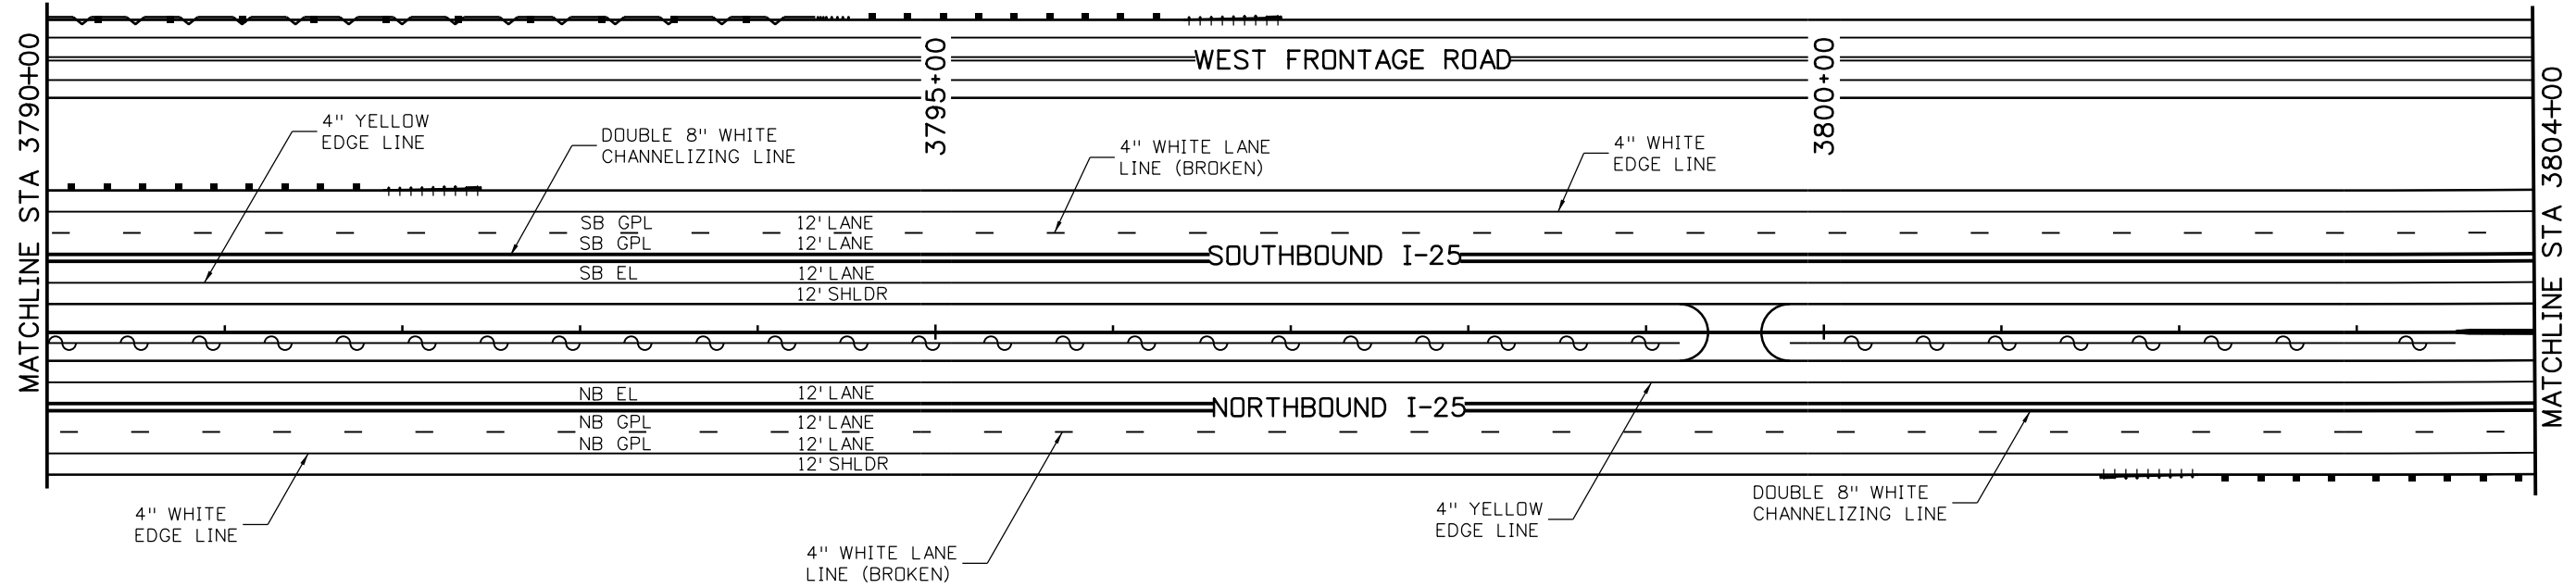 MATCHLINE STA 3790+00
WEST FRONTAGE ROAD
3795+00
3800+00
MATCHLINE STA 3804+00
4" YELLOW
EDGE LINE
DOUBLE 8" WHITE
CHANNELIZING LINE
4" WHITE LANE
LINE (BROKEN)
4" WHITE
EDGE LINE
SB GPL 12' LANE
SB GPL 12' LANE
SOUTHBOUND I-25
SB EL 12' LANE
12' SHLDR
NB EL 12' LANE
NORTHBOUND I-25
NB GPL 12' LANE
NB GPL 12' LANE
12' SHLDR
4" WHITE
EDGE LINE
4" WHITE LANE
LINE (BROKEN)
4" YELLOW
EDGE LINE
DOUBLE 8" WHITE
CHANNELIZING LINE